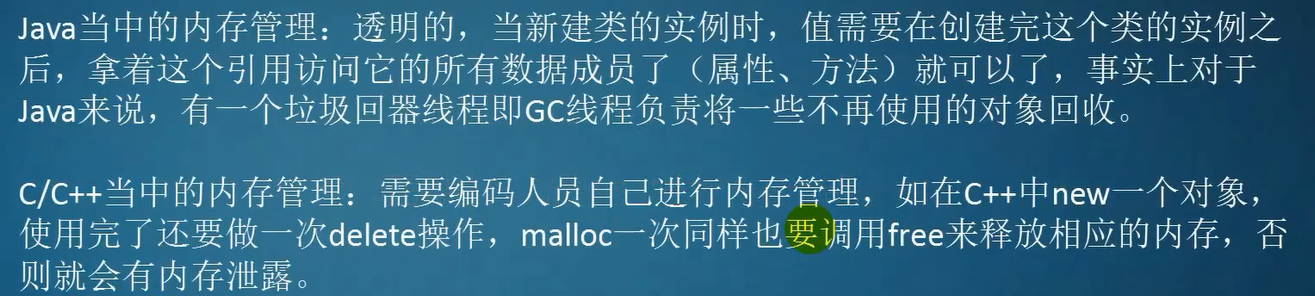 Java当中的内存管理：透明的，当新建类的实例时，值需要在创建完这个类的实例之
后，拿着这个引用访问它的所有数据成员了（属性、方法）就可以了，事实上对于
Java来说，有一个垃圾回器线程即GC线程负责将一些不再使用的对象回收。
C/C++当中的内存管理：需要编码人员自己进行内存管理，如在C++中new一个对象，
使用完了还要做一次delete操作，malloc一次同样也要调用free来释放相应的内存，否
则就会有内存泄露。